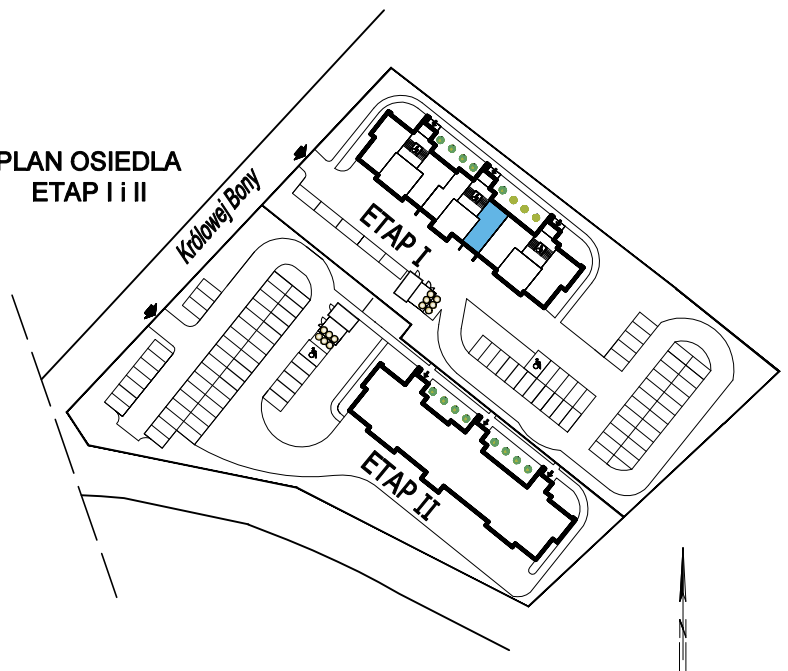 PLAN OSIEDLA
ETAP I i II
Królowej Bony
ETAP I
ETAP II
N